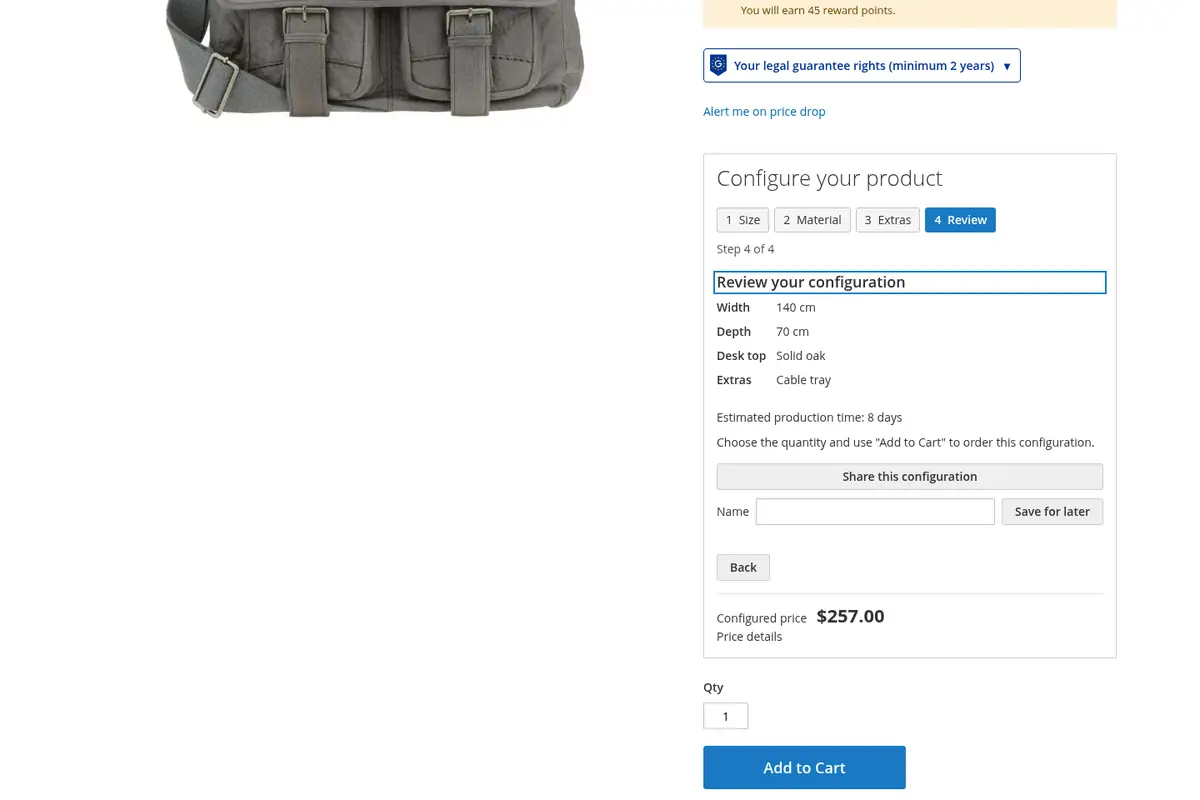 You will earn 45 reward points.
G
Your legal guarantee rights (minimum 2 years) ▼
Alert me on price drop
Configure your product
1 Size
2 Material
3 Extras
4 Review
Step 4 of 4
Review your configuration
Width 140 cm
Depth 70 cm
Desk top Solid oak
Extras Cable tray
Estimated production time: 8 days
Choose the quantity and use "Add to Cart" to order this configuration.
Share this configuration
Name
Save for later
Back
Configured price $257.00
Price details
Qty
1
Add to Cart